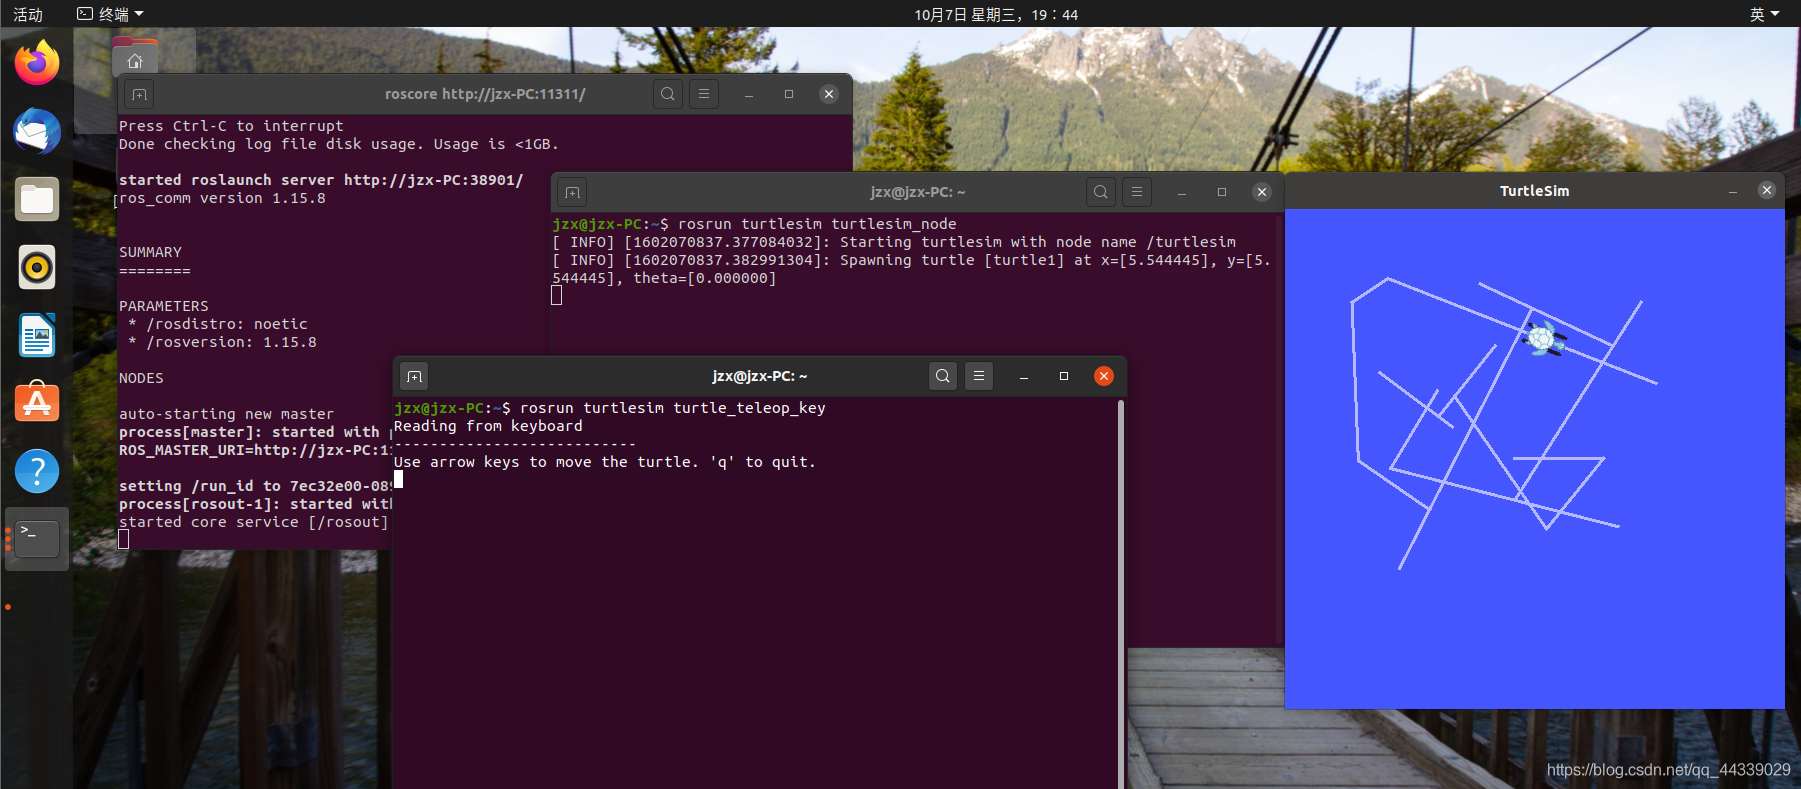 活动
终端
10月7日 星期三，19：44
英
roscore http://jzx-PC:11311/
Press Ctrl-C to interrupt
Done checking log file disk usage. Usage is <1GB.
started roslaunch server http://jzx-PC:38901/
ros_comm version 1.15.8
SUMMARY
========
PARAMETERS
* /rosdistro: noetic
* /rosversion: 1.15.8
NODES
auto-starting new master
process[master]: started with
ROS_MASTER_URI=http://jzx-PC:11
setting /run_id to 7ec32e00-089
process[rosout-1]: started with
started core service [/rosout]
jzx@jzx-PC: ~
jzx@jzx-PC:~$ rosrun turtlesim turtlesim_node
[ INFO] [1602070837.377084032]: Starting turtlesim with node name /turtlesim
[ INFO] [1602070837.382991304]: Spawning turtle [turtle1] at x=[5.544445], y=[5.
544445], theta=[0.000000]
jzx@jzx-PC: ~
jzx@jzx-PC:~$ rosrun turtlesim turtle_teleop_key
Reading from keyboard
---------------------------
Use arrow keys to move the turtle. 'q' to quit.
TurtleSim
https://blog.csdn.net/qq_44339029